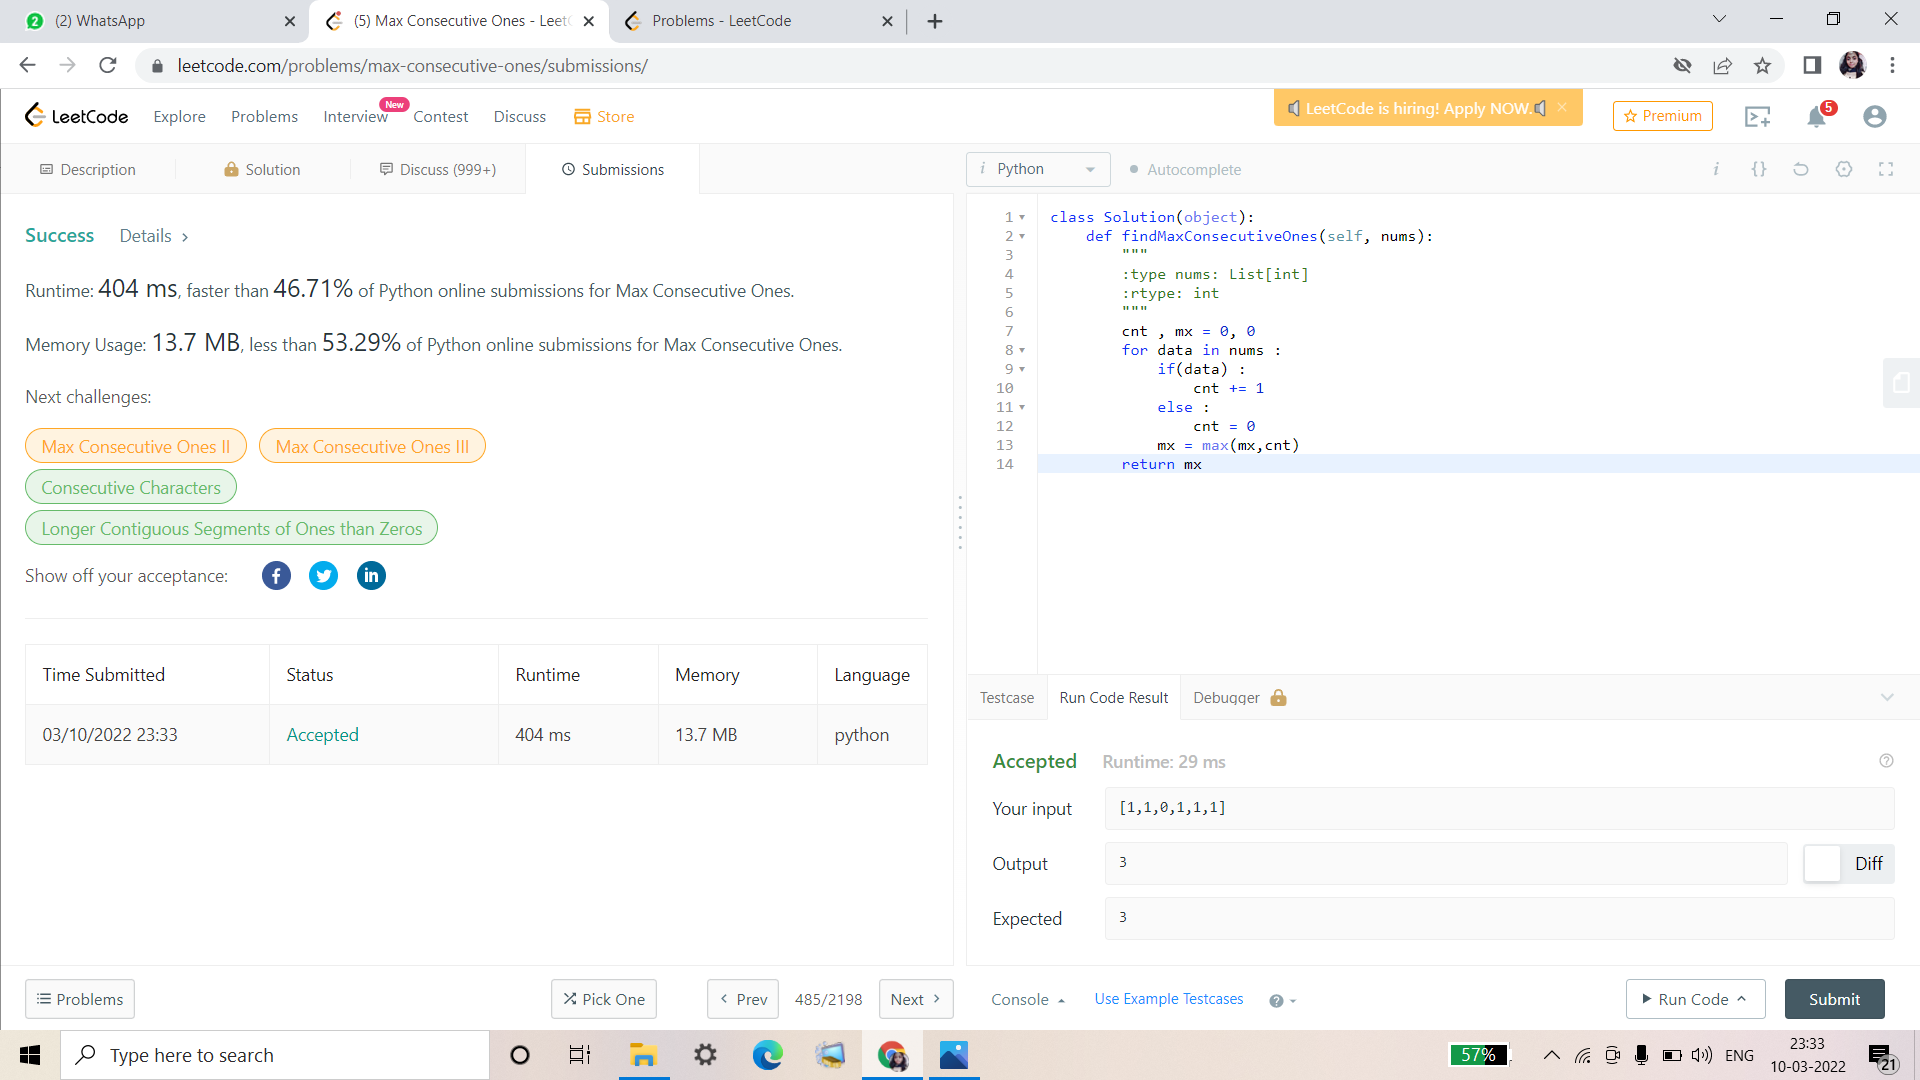 (2) WhatsApp
(5) Max Consecutive Ones - Leet
Problems - LeetCode
leetcode.com/problems/max-consecutive-ones/submissions/
LeetCode
Explore
Problems
Interview
New
Contest
Discuss
Store
LeetCode is hiring! Apply NOW.
Premium
5
Description
Solution
Discuss (999+)
Submissions
Python
Autocomplete
Success
Details
Runtime: 404 ms, faster than 46.71% of Python online submissions for Max Consecutive Ones.
Memory Usage: 13.7 MB, less than 53.29% of Python online submissions for Max Consecutive Ones.
Next challenges:
Max Consecutive Ones II
Max Consecutive Ones III
Consecutive Characters
Longer Contiguous Segments of Ones than Zeros
Show off your acceptance:
Time Submitted Status Runtime Memory Language
03/10/2022 23:33 Accepted 404 ms 13.7 MB python
1 class Solution(object):
2 def findMaxConsecutiveOnes(self, nums):
3 """
4 :type nums: List[int]
5 :rtype: int
6 """
7 cnt , mx = 0, 0
8 for data in nums :
9 if(data) :
10 cnt += 1
11 else :
12 cnt = 0
13 mx = max(mx,cnt)
14 return mx
Testcase
Run Code Result
Debugger
Accepted
Runtime: 29 ms
Your input
[1,1,0,1,1,1]
Output
3
Diff
Expected
3
Problems
Pick One
Prev
485/2198
Next
Console
Use Example Testcases
Run Code
Submit
Type here to search
57%
ENG
23:33
10-03-2022
21